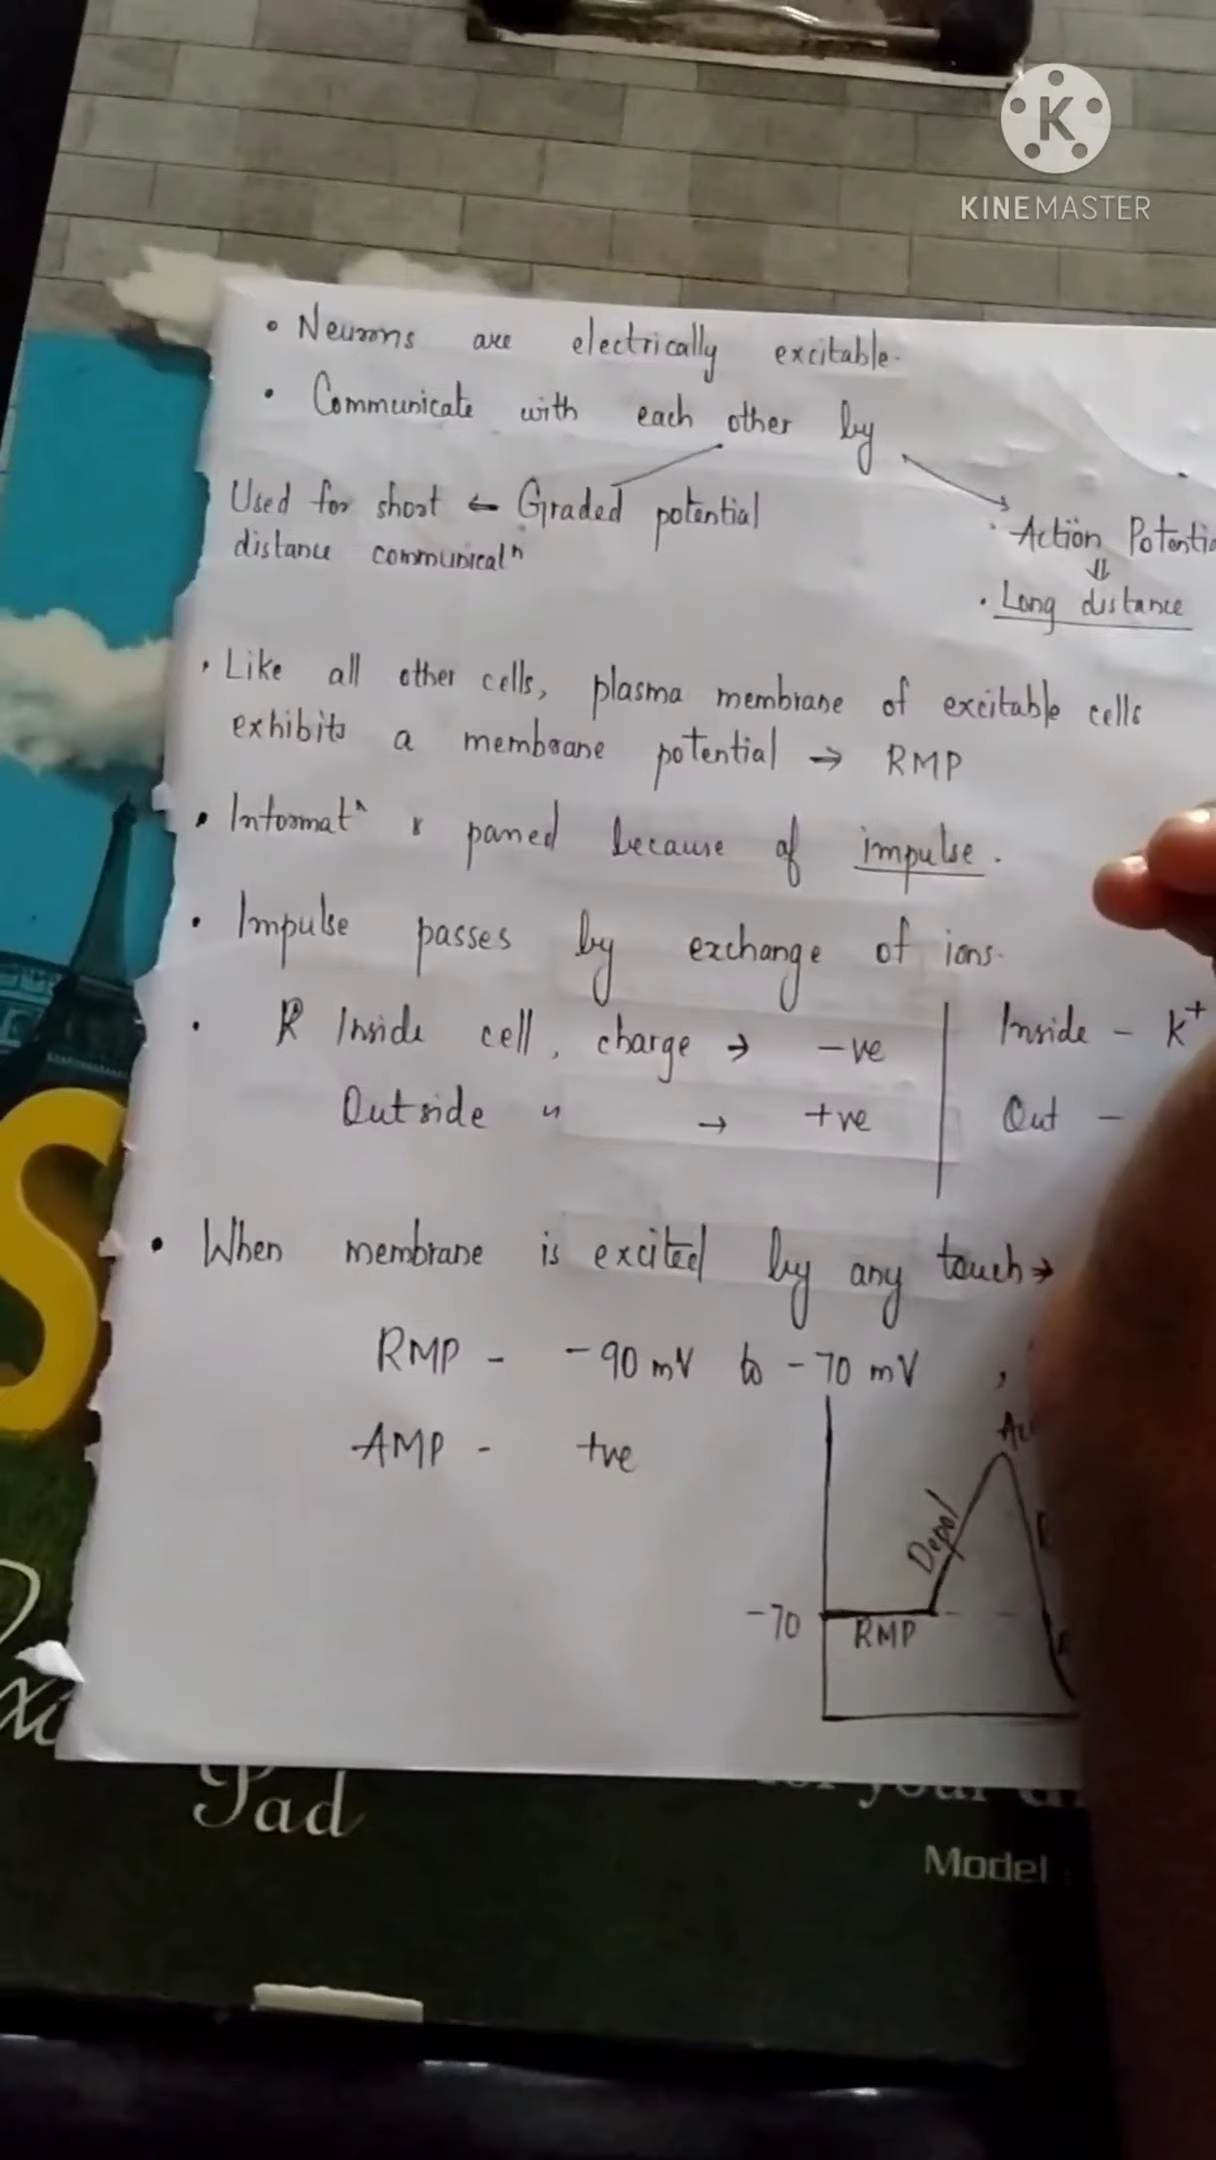 K
KINEMASTER
• Neurons are electrically excitable.
• Communicate with each other by
Used for short ← Graded potential
distance communicatⁿ
• Action Potentia
⇓
• Long distance
• Like all other cells, plasma membrane of excitable cells
exhibits a membrane potential → RMP
• Informatⁿ is passed because of impulse.
• Impulse passes by exchange of ions.
• Inside cell, charge → -ve
Outside " → +ve
Inside - K⁺
Out -
• When membrane is excited by any touch →
RMP - -90 mV to -70 mV ,
AMP - +ve
Depol
-70
RMP
Pad
Model :